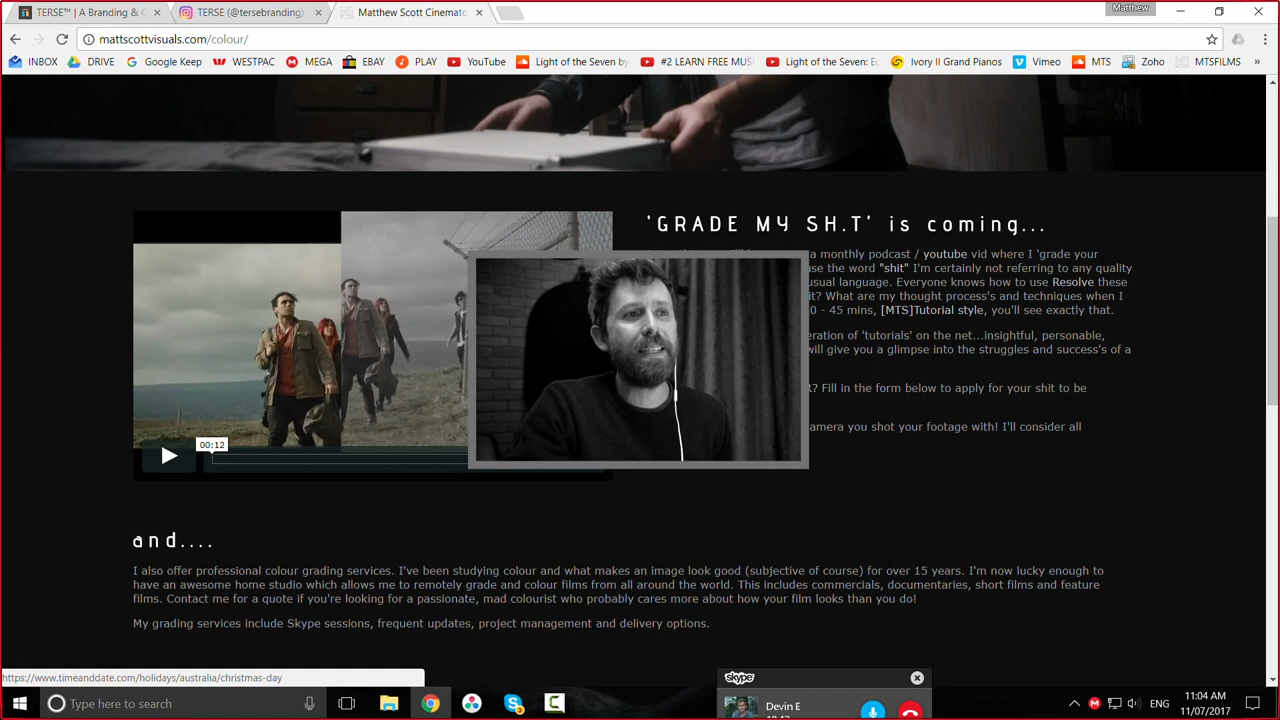 TERSE™ | A Branding & C
TERSE (@tersebranding)
Matthew Scott Cinemato
Matthew
mattscottvisuals.com/colour/
INBOX
DRIVE
Google Keep
WESTPAC
MEGA
EBAY
PLAY
YouTube
Light of the Seven by
#2 LEARN FREE MUS
Light of the Seven: Ec
Ivory II Grand Pianos
Vimeo
MTS
Zoho
MTSFILMS
»
'GRADE MY SH.T' is coming...
a monthly podcast / youtube vid where I 'grade your
use the word "shit" I'm certainly not referring to any quality
usual language. Everyone knows how to use Resolve these
it? What are my thought process's and techniques when I
0 - 45 mins, [MTS]Tutorial style, you'll see exactly that.
eration of 'tutorials' on the net...insightful, personable,
will give you a glimpse into the struggles and success's of a
R? Fill in the form below to apply for your shit to be
amera you shot your footage with! I'll consider all
00:12
and....
I also offer professional colour grading services. I've been studying colour and what makes an image look good (subjective of course) for over 15 years. I'm now lucky enough to
have an awesome home studio which allows me to remotely grade and colour films from all around the world. This includes commercials, documentaries, short films and feature
films. Contact me for a quote if you're looking for a passionate, mad colourist who probably cares more about how your film looks than you do!
My grading services include Skype sessions, frequent updates, project management and delivery options.
https://www.timeanddate.com/holidays/australia/christmas-day
skype
Devin E
Type here to search
ENG
11:04 AM
11/07/2017